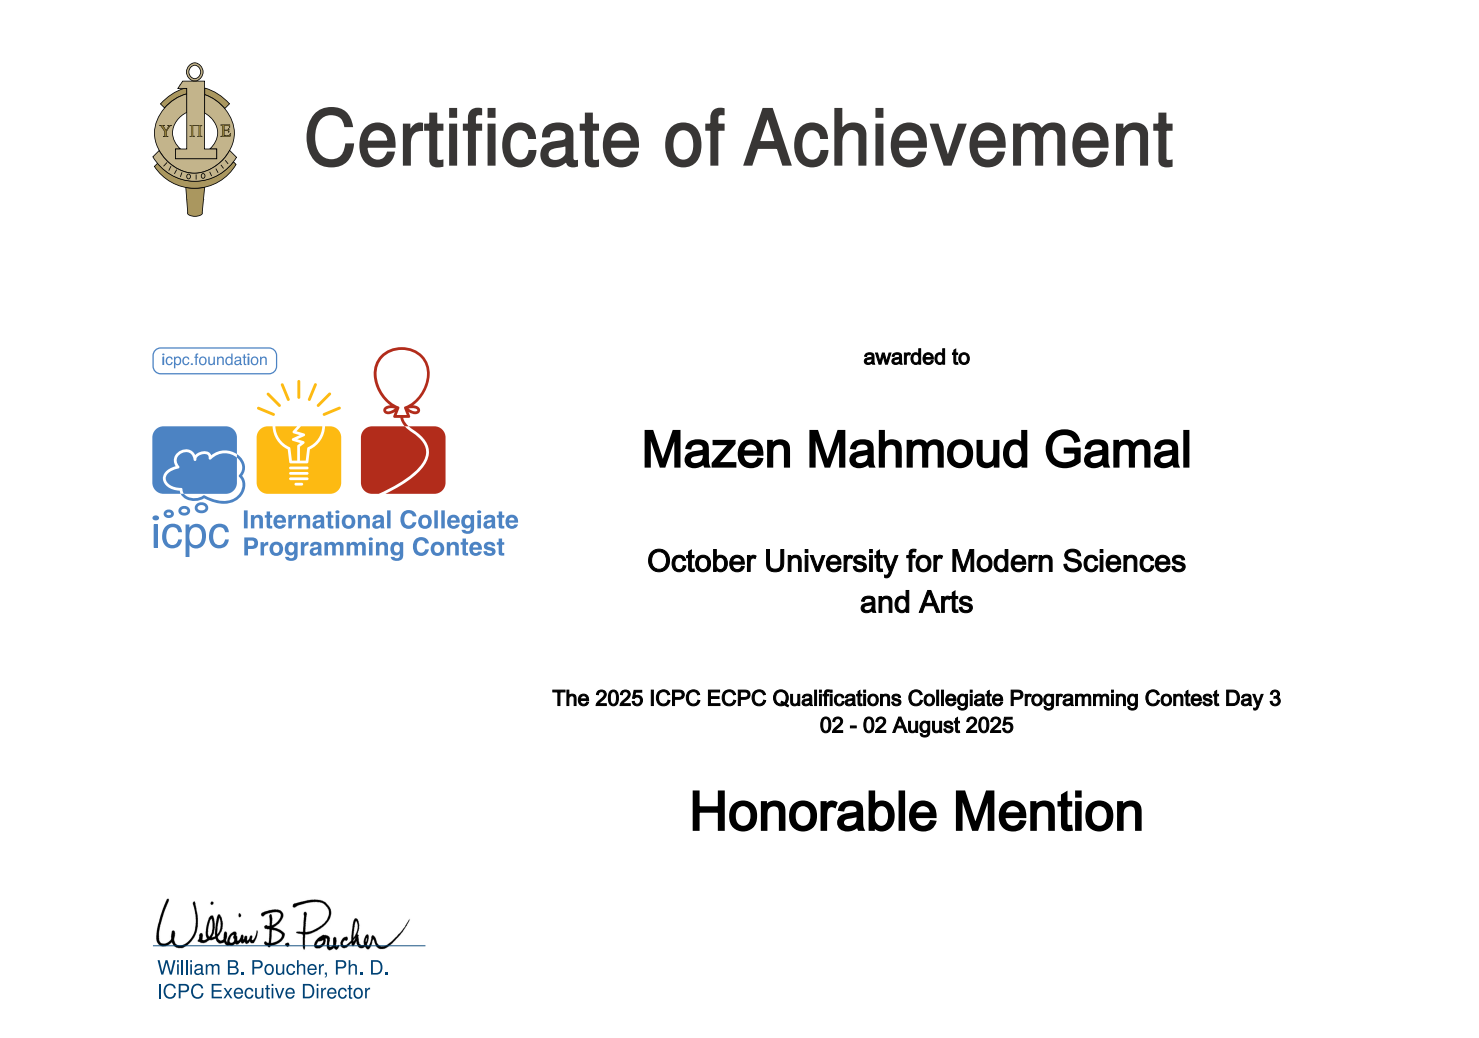 Υ Π Ε
Certificate of Achievement
icpc.foundation
icpc International Collegiate
Programming Contest
awarded to
Mazen Mahmoud Gamal
October University for Modern Sciences
and Arts
The 2025 ICPC ECPC Qualifications Collegiate Programming Contest Day 3
02 - 02 August 2025
Honorable Mention
William B. Poucher
William B. Poucher, Ph. D.
ICPC Executive Director